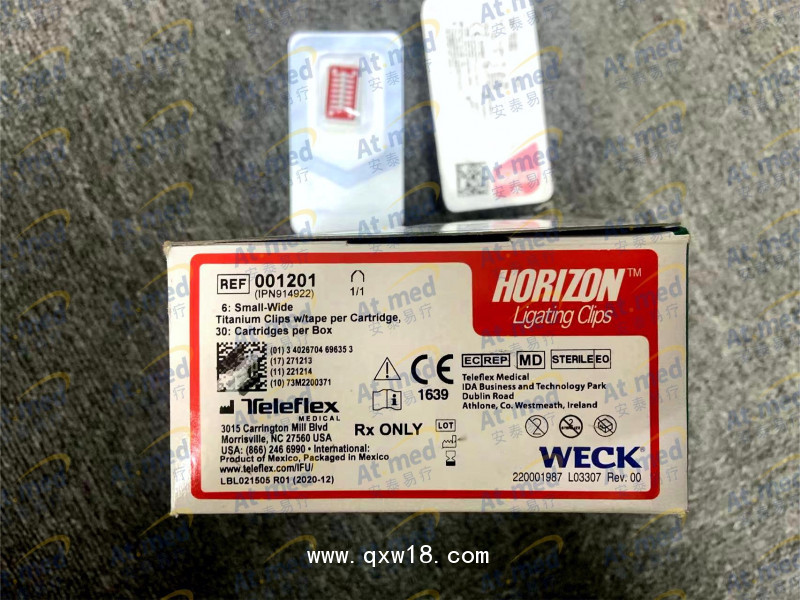 At med
安泰易行
REF 001201
(IPN914922)
1/1
6: Small-Wide
Titanium Clips w/tape per Cartridge,
30: Cartridges per Box
HORIZON™
Ligating Clips
(01) 3 4026704 69635 3
(17) 271213
(11) 221214
(10) 73M2200371
Teleflex
MEDICAL
3015 Carrington Mill Blvd
Morrisville, NC 27560 USA
USA: (866) 246 6990 • International:
Product of Mexico, Packaged in Mexico
www.teleflex.com/IFU/
LBL021505 R01 (2020-12)
CE
1639
Rx ONLY
LOT
EC REP MD STERILE EO
Teleflex Medical
IDA Business and Technology Park
Dublin Road
Athlone, Co. Westmeath, Ireland
WECK
220001987 L03307 Rev. 00
www.qxw18.com